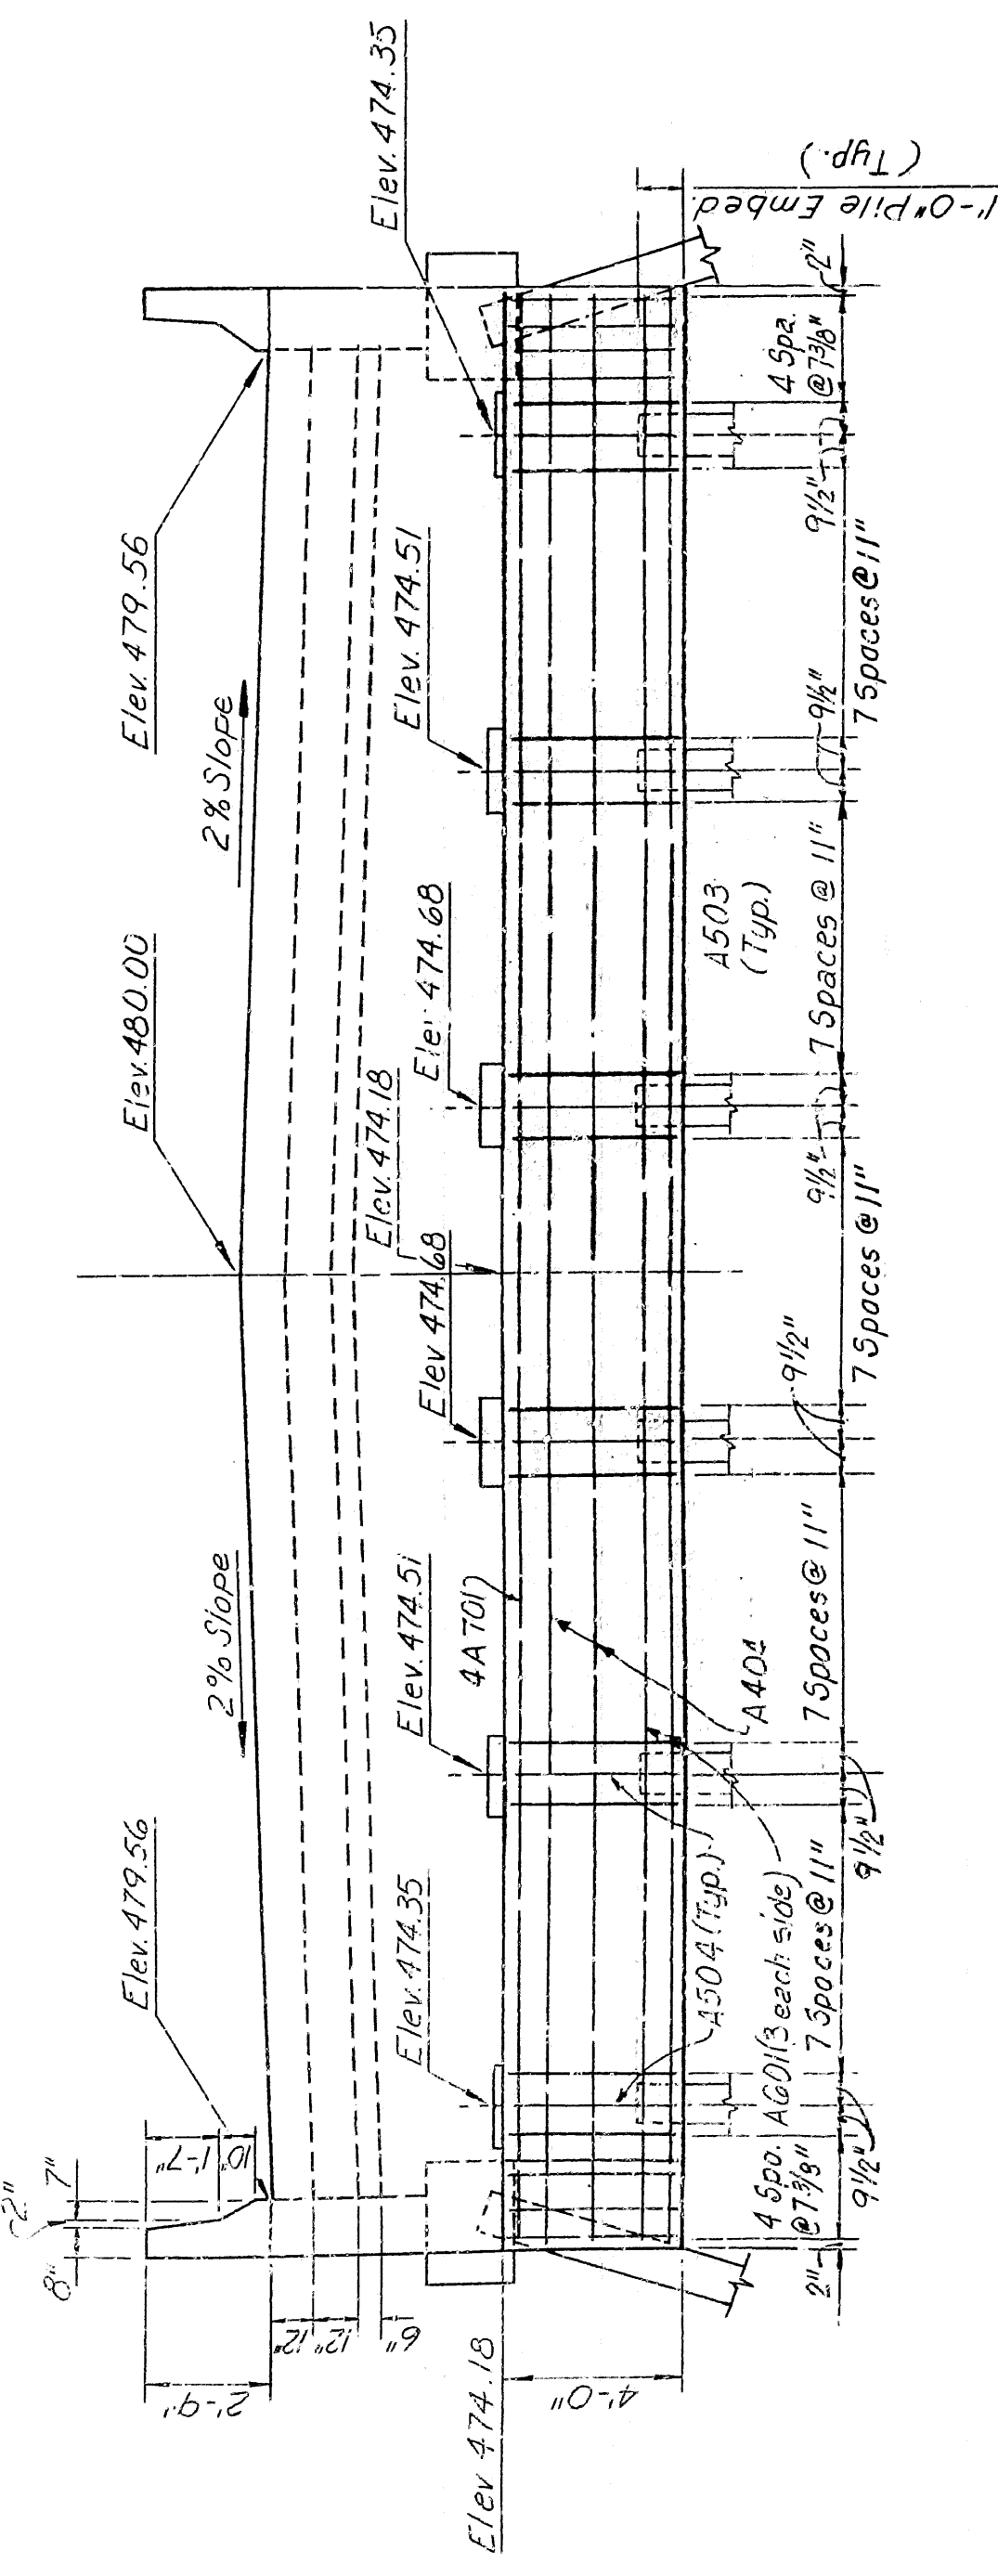 Elev. 479.56
Elev. 480.00
Elev. 479.56
2% Slope
2% Slope
2"
7"
8"
10"
1'-7"
2'-9"
12"
12"
6"
Elev. 474.35
Elev. 474.51
Elev 474.68
Elev. 474.18
Elev. 474.68
Elev. 474.51
Elev. 474.35
Elev 474.18
4'-0"
4A701
A504 (Typ.)
A601 (3 each side)
A404
A503
(Typ.)
1'-0" Pile Embed.
(Typ.)
2"
4 Spa.
@7 3/8"
9 1/2"
7 Spaces @ 11"
9 1/2"
7 Spaces @ 11"
9 1/2"
7 Spaces @ 11"
9 1/2"
7 Spaces @ 11"
9 1/2"
7 Spaces @ 11"
9 1/2"
4 Spa.
@7 3/8"
2"